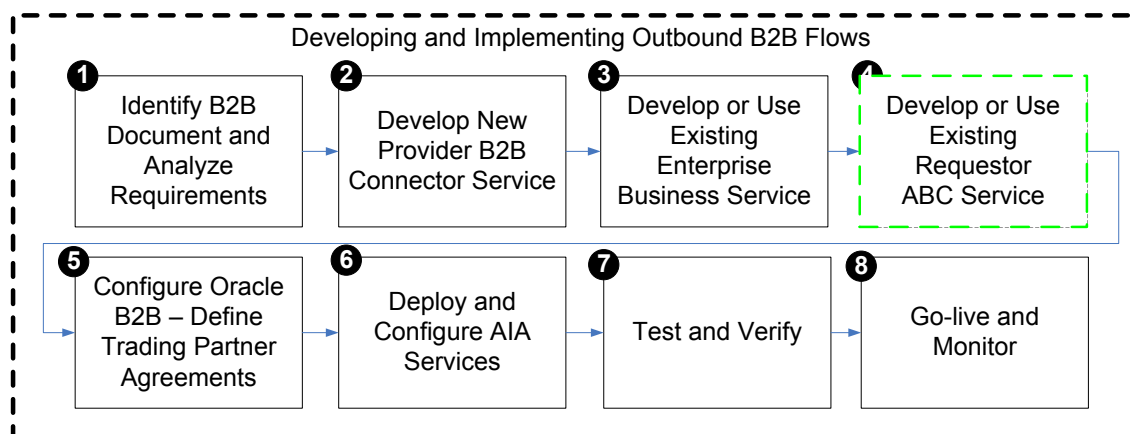 Developing and Implementing Outbound B2B Flows
1
Identify B2B
Document and
Analyze
Requirements
2
Develop New
Provider B2B
Connector Service
3
Develop or Use
Existing
Enterprise
Business Service
4
Develop or Use
Existing
Requestor
ABC Service
5
Configure Oracle
B2B – Define
Trading Partner
Agreements
6
Deploy and
Configure AIA
Services
7
Test and Verify
8
Go-live and
Monitor